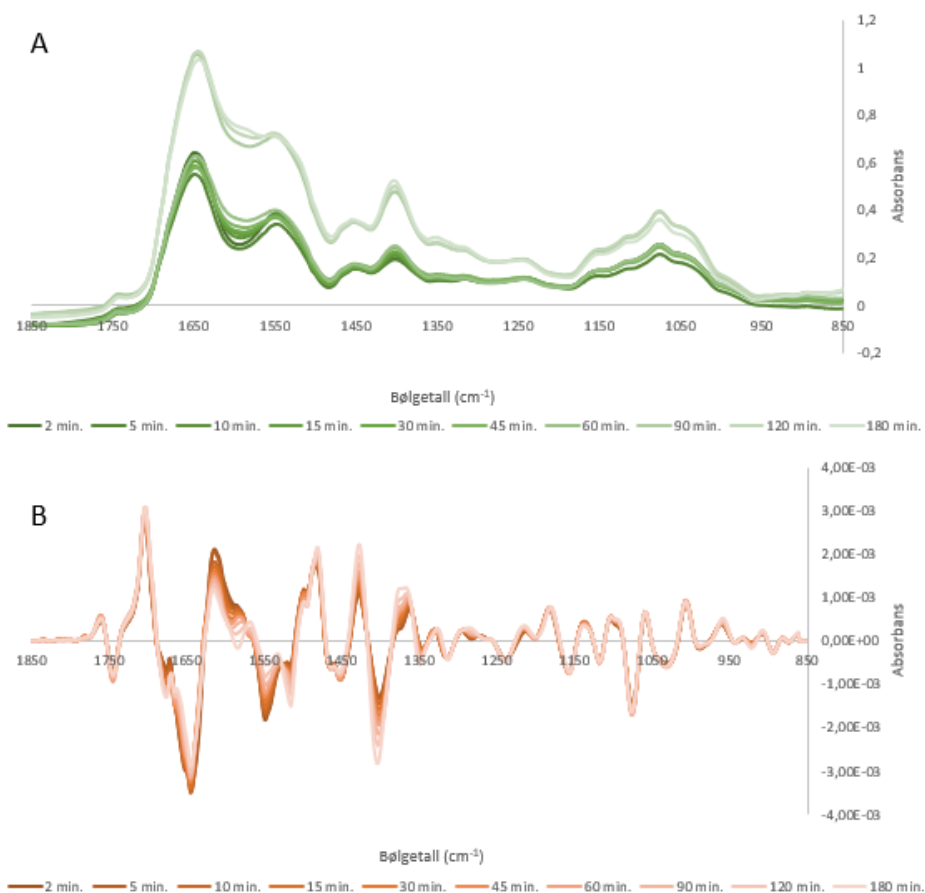 A
1,2
1
0,8
0,6
0,4
0,2
0
-0,2
Absorbans
1850 1750 1650 1550 1450 1350 1250 1150 1050 950 850
Bølgetall (cm⁻¹)
2 min. 5 min. 10 min. 15 min. 30 min. 45 min. 60 min. 90 min. 120 min. 180 min.
B
4,00E-03
3,00E-03
2,00E-03
1,00E-03
0,00E+00
-1,00E-03
-2,00E-03
-3,00E-03
-4,00E-03
Absorbans
1850 1750 1650 1550 1450 1350 1250 1150 1050 950 850
Bølgetall (cm⁻¹)
2 min. 5 min. 10 min. 15 min. 30 min. 45 min. 60 min. 90 min. 120 min. 180 min.